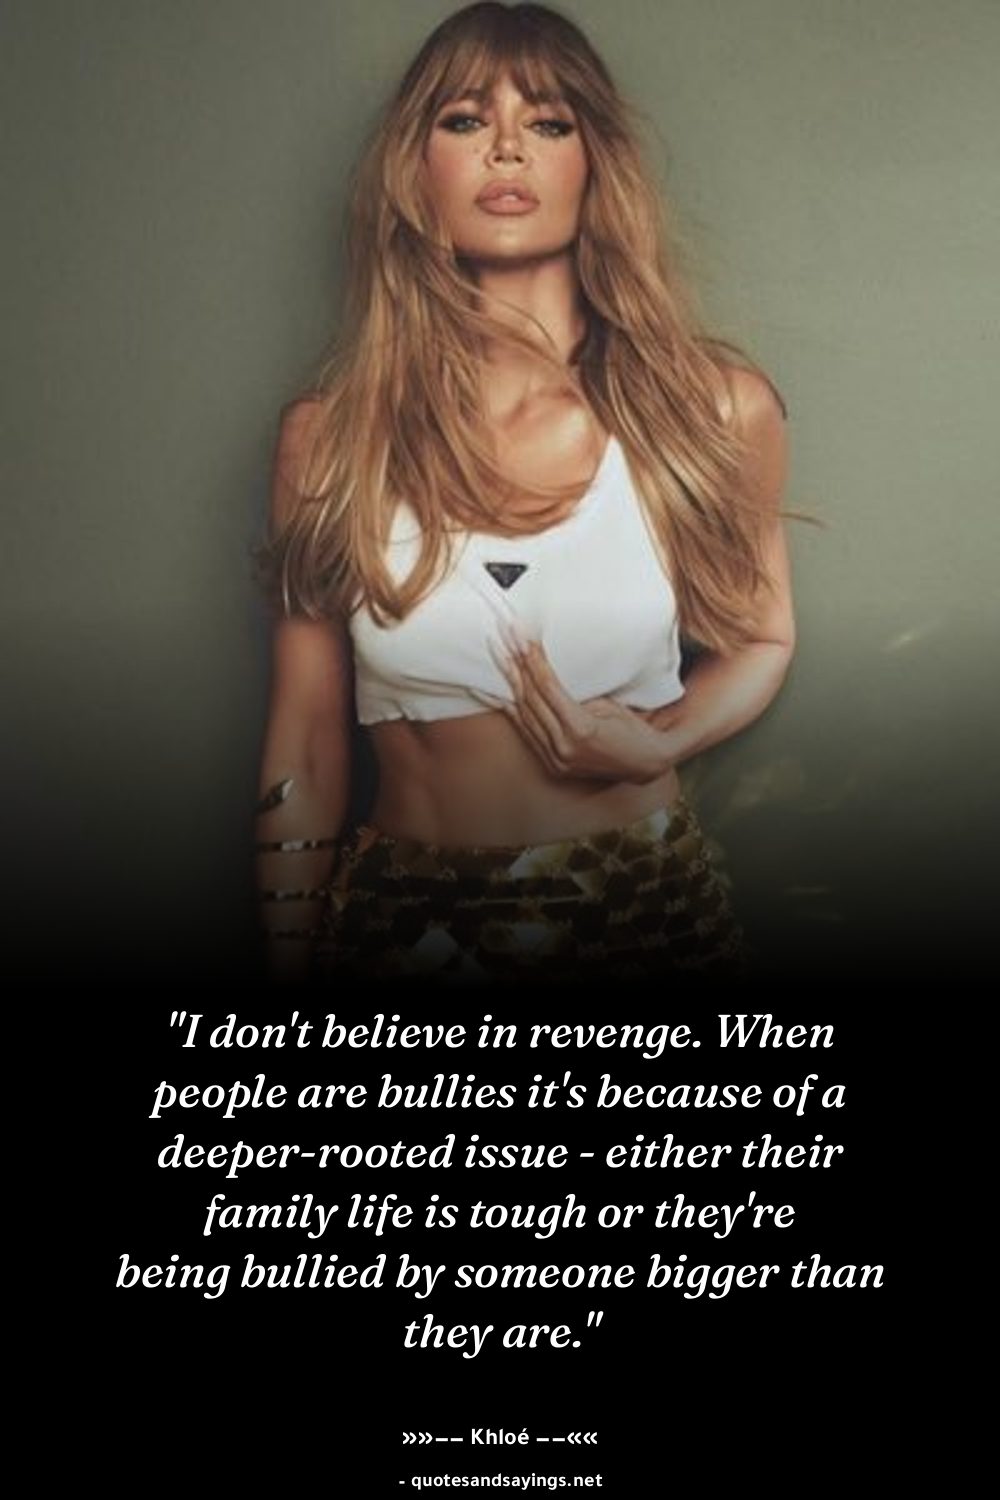 "I don't believe in revenge. When
people are bullies it's because of a
deeper-rooted issue - either their
family life is tough or they're
being bullied by someone bigger than
they are."
»»−− Khloé −−««
- quotesandsayings.net